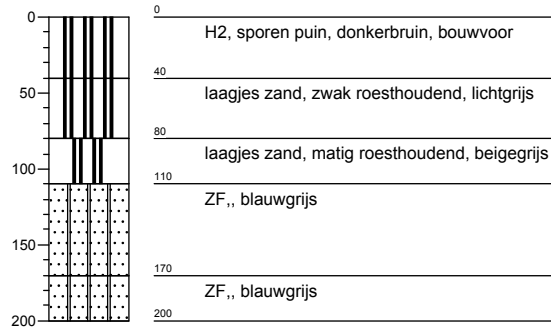 0
0
H2, sporen puin, donkerbruin, bouwvoor
40
50
laagjes zand, zwak roesthoudend, lichtgrijs
80
laagjes zand, matig roesthoudend, beigegrijs
100
110
ZF,, blauwgrijs
150
170
ZF,, blauwgrijs
200
200